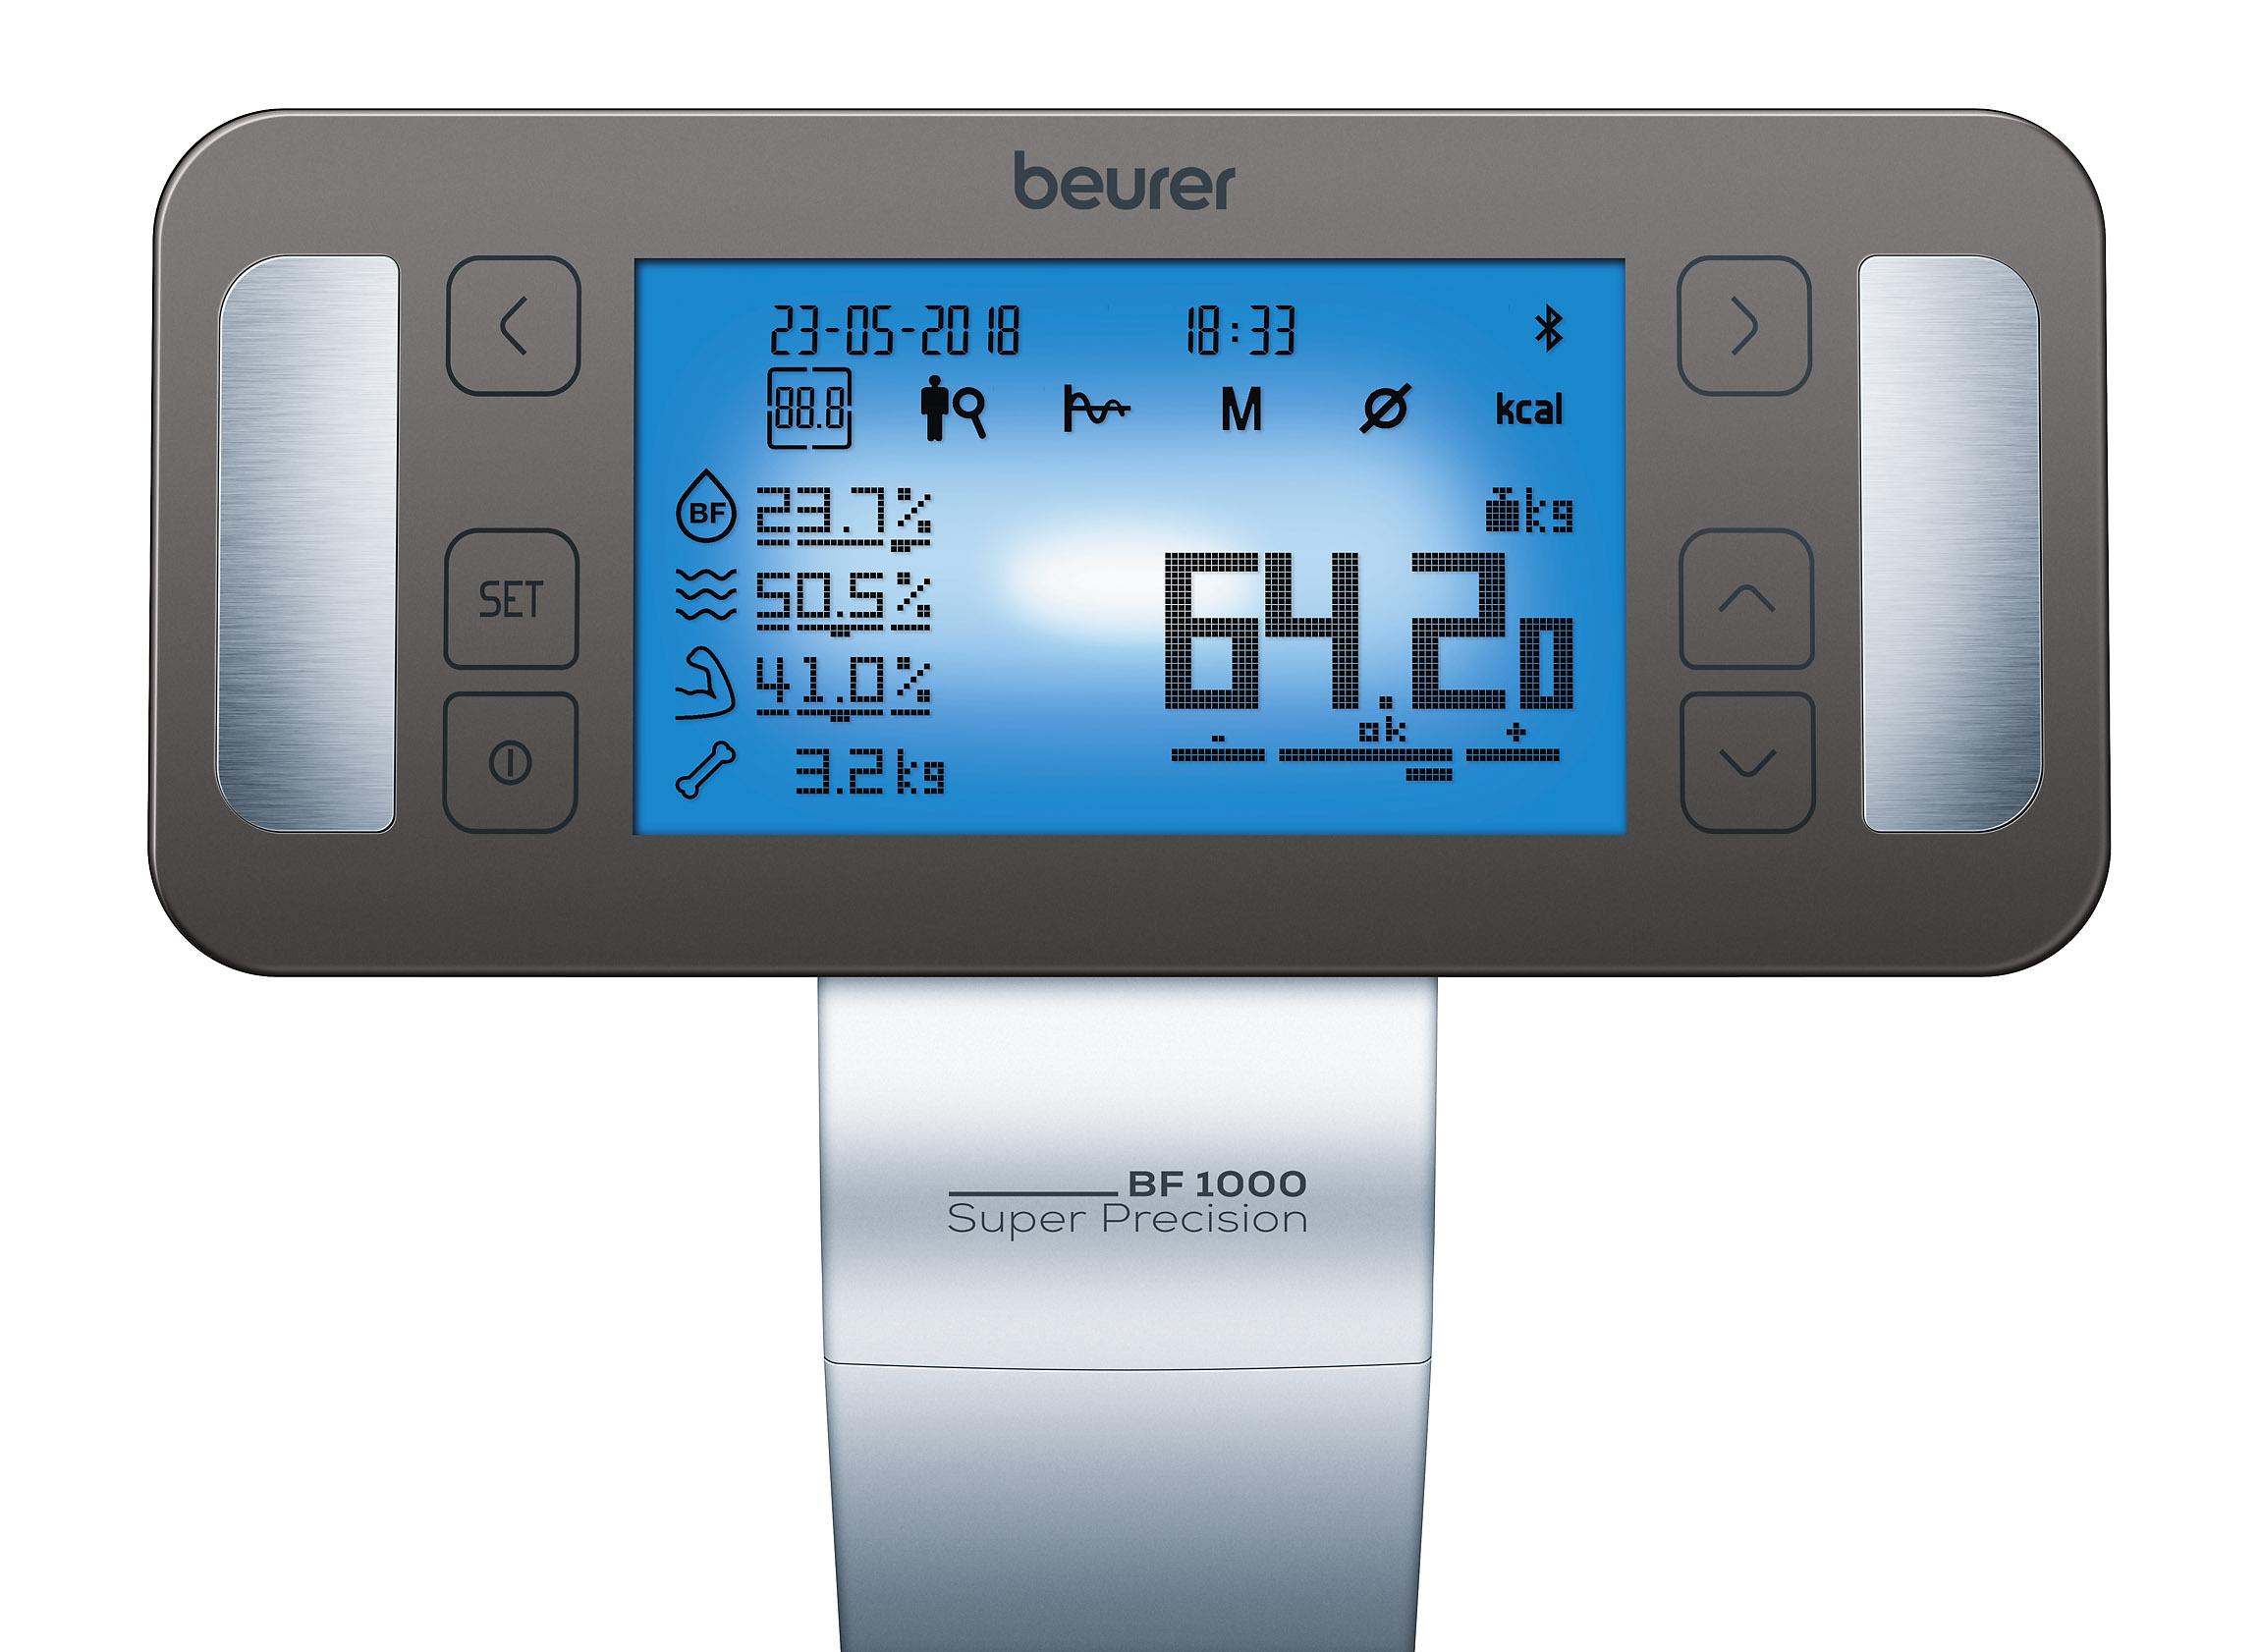 beurer
23-05-2018 18:33
88.8 M kcal
BF 23.7% kg
50.5%
64.20
SET
41.0%
- ok +
3.2kg
BF 1000
Super Precision